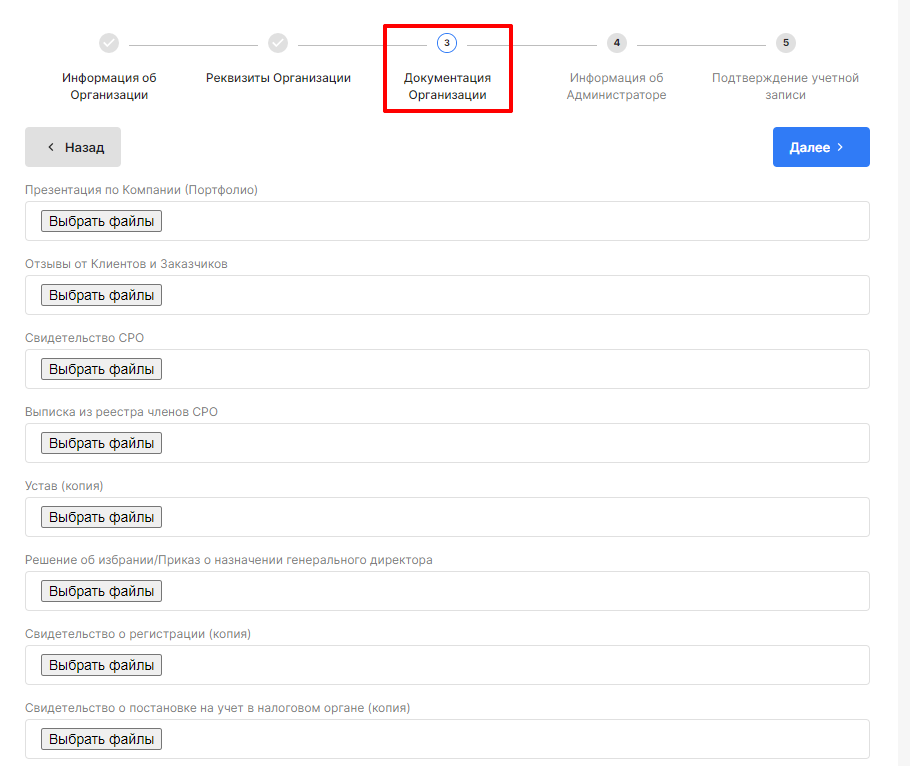 3
4
5
Информация об
Организации
Реквизиты Организации
Документация
Организации
Информация об
Администраторе
Подтверждение учетной
записи
Назад
Далее
Презентация по Компании (Портфолио)
Выбрать файлы
Отзывы от Клиентов и Заказчиков
Выбрать файлы
Свидетельство СРО
Выбрать файлы
Выписка из реестра членов СРО
Выбрать файлы
Устав (копия)
Выбрать файлы
Решение об избрании/Приказ о назначении генерального директора
Выбрать файлы
Свидетельство о регистрации (копия)
Выбрать файлы
Свидетельство о постановке на учет в налоговом органе (копия)
Выбрать файлы